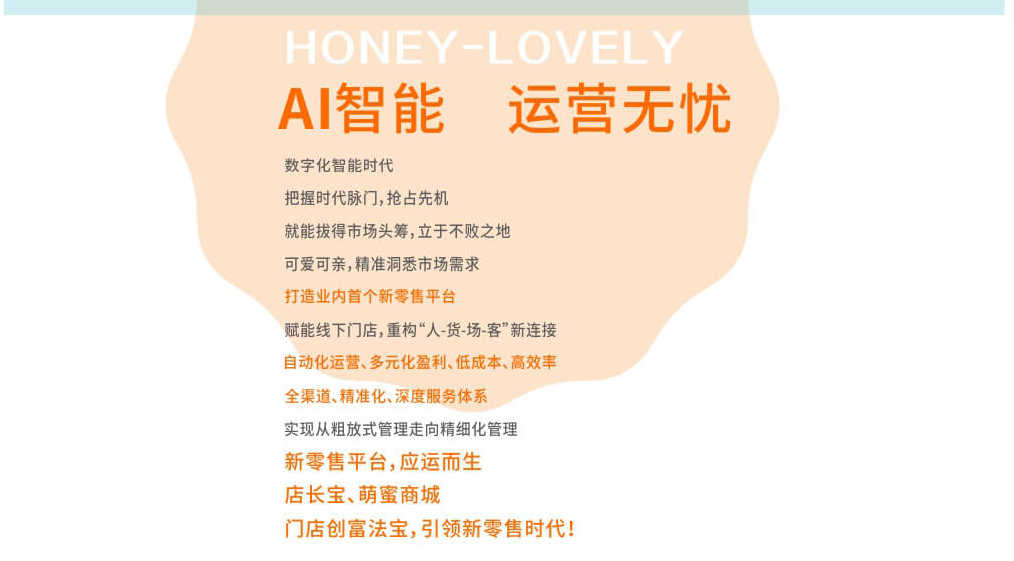 HONEY-LOVELY
AI智能 运营无忧
数字化智能时代
把握时代脉门，抢占先机
就能拔得市场头筹，立于不败之地
可爱可亲，精准洞悉市场需求
打造业内首个新零售平台
赋能线下门店，重构“人-货-场-客”新连接
自动化运营、多元化盈利、低成本、高效率
全渠道、精准化、深度服务体系
实现从粗放式管理走向精细化管理
新零售平台，应运而生
店长宝、萌蜜商城
门店创富法宝，引领新零售时代！